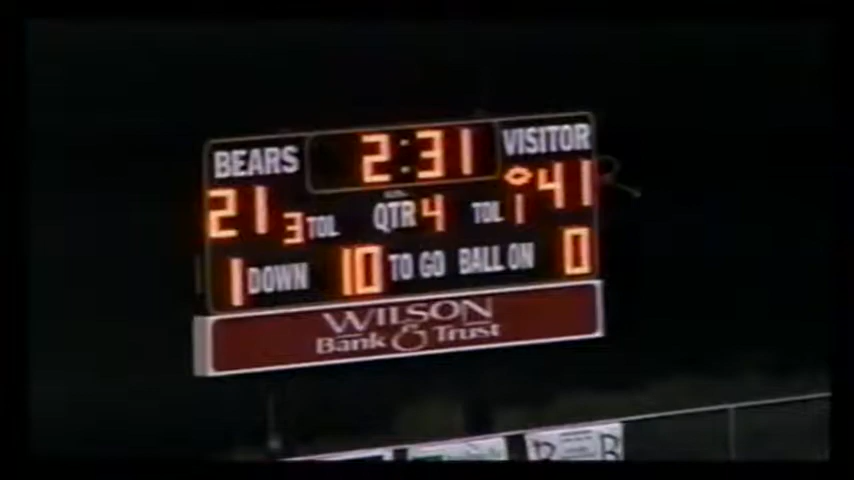 BEARS 2:31 VISITOR
21 3 TOL QTR 4 TOL 1 41
1 DOWN 10 TO GO BALL ON 0
WILSON
Bank & Trust
B B